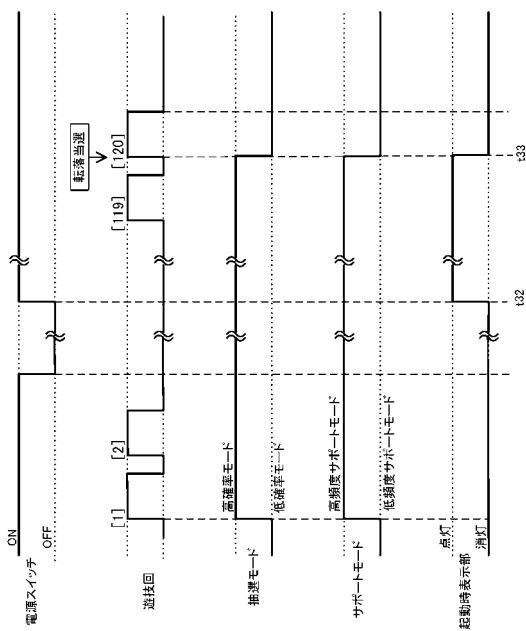 電源スイッチ
ON
OFF
遊技回
[1]
[2]
[119]
[120]
転落当選
抽選モード
高確率モード
低確率モード
サポートモード
高頻度サポートモード
低頻度サポートモード
起動時表示部
点灯
消灯
t32
t33